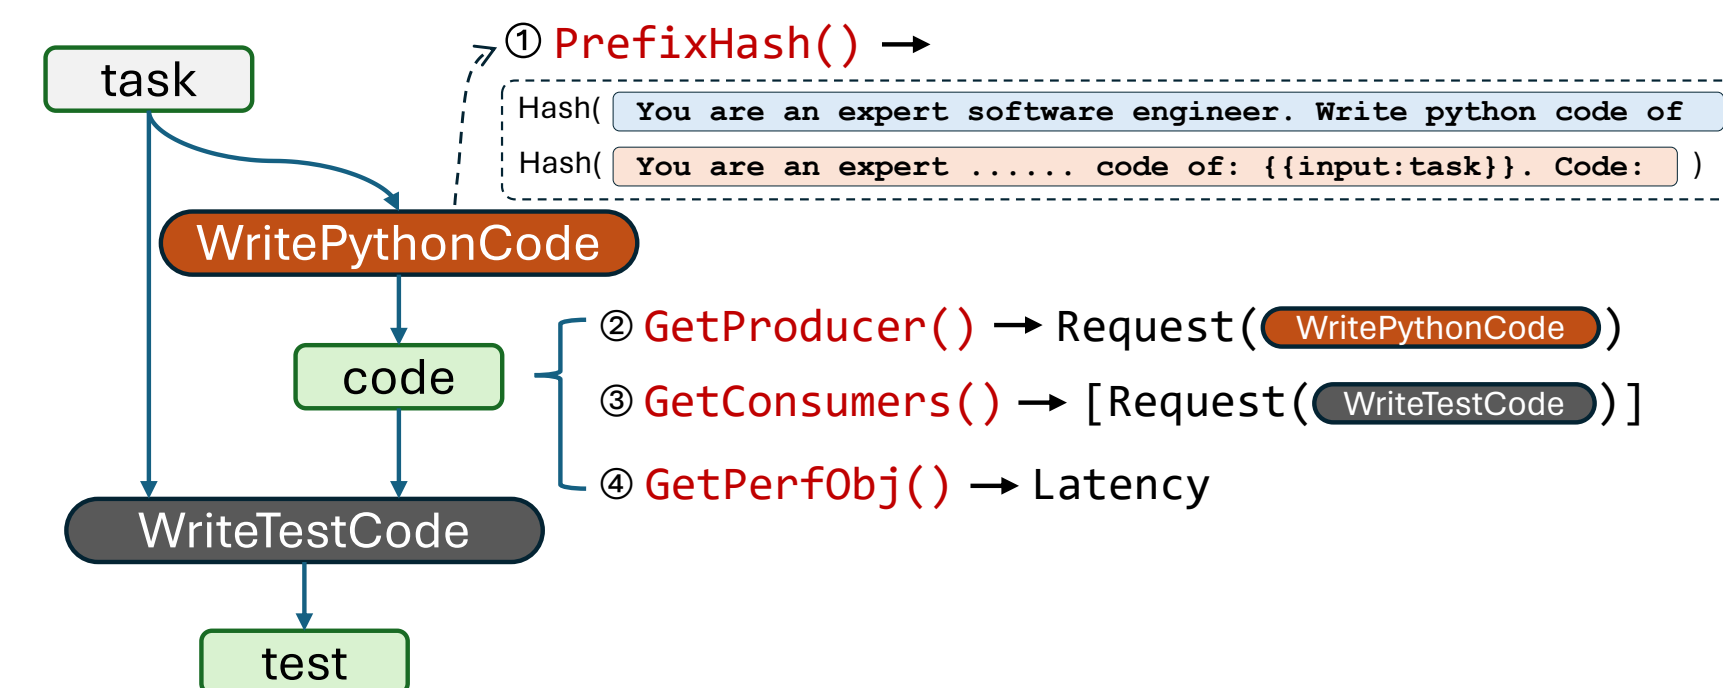 ① PrefixHash() →
task
Hash( You are an expert software engineer. Write python code of
Hash( You are an expert ...... code of: {{input:task}}. Code: )
WritePythonCode
② GetProducer() → Request(WritePythonCode)
code
③ GetConsumers() → [Request(WriteTestCode)]
④ GetPerfObj() → Latency
WriteTestCode
test